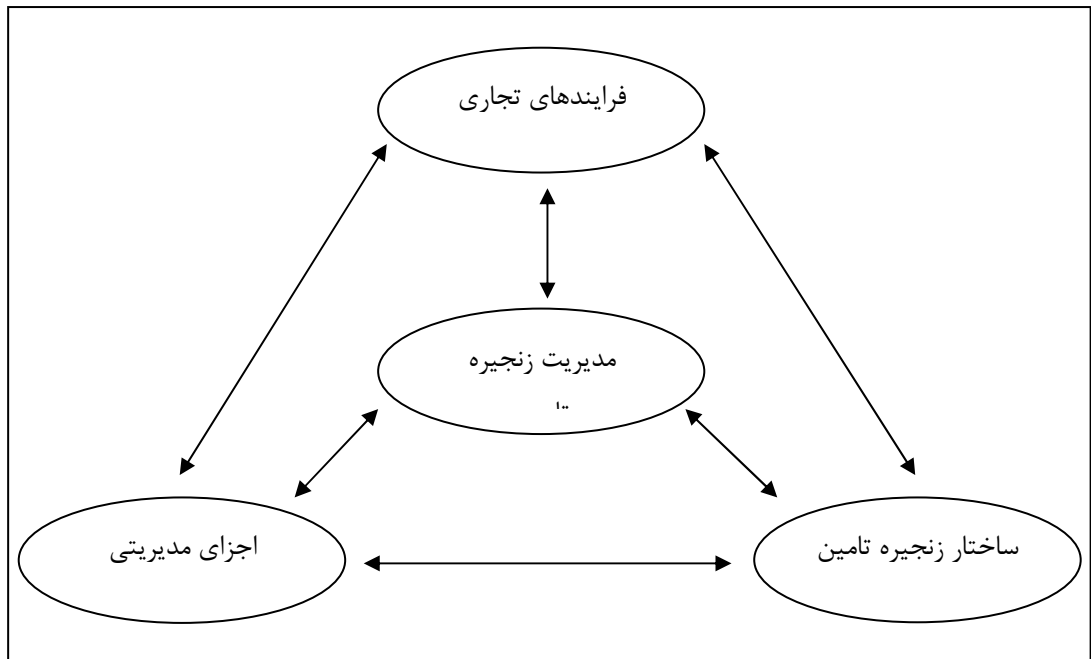 فرایندهای تجاری
مدیریت زنجیره
اجزای مدیریتی
ساختار زنجیره تامین